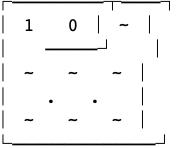 1 0 ~
~ ~ ~
. .
~ ~ ~